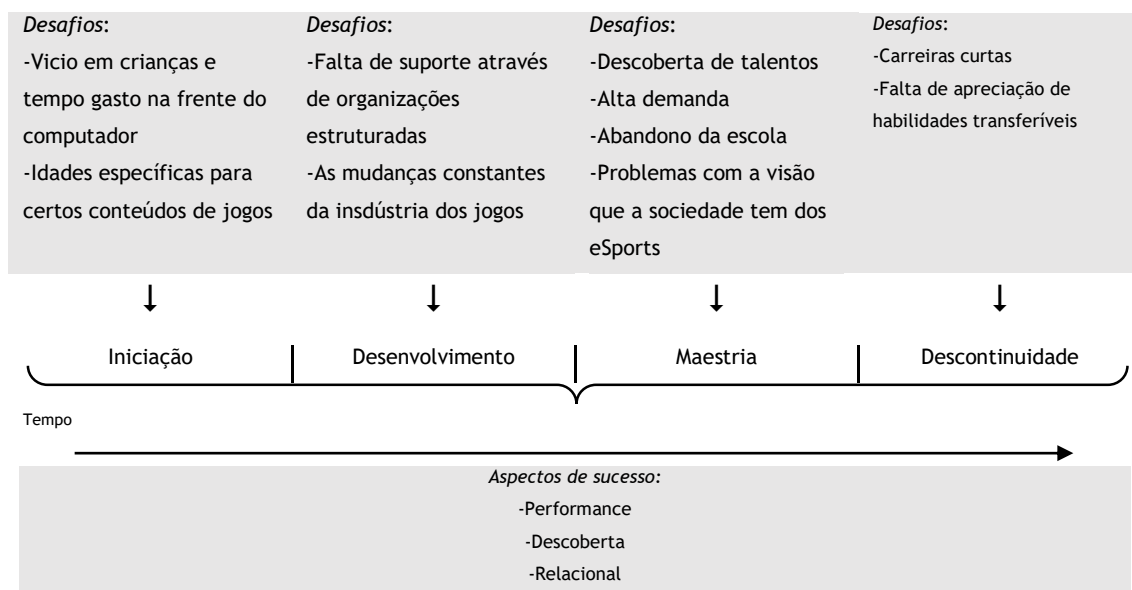 Desafios:
-Vicio em crianças e
tempo gasto na frente do
computador
-Idades específicas para
certos conteúdos de jogos
Desafios:
-Falta de suporte através
de organizações
estruturadas
-As mudanças constantes
da insdústria dos jogos
Desafios:
-Descoberta de talentos
-Alta demanda
-Abandono da escola
-Problemas com a visão
que a sociedade tem dos
eSports
Desafios:
-Carreiras curtas
-Falta de apreciação de
habilidades transferíveis
Iniciação
Desenvolvimento
Maestria
Descontinuidade
Tempo
Aspectos de sucesso:
-Performance
-Descoberta
-Relacional